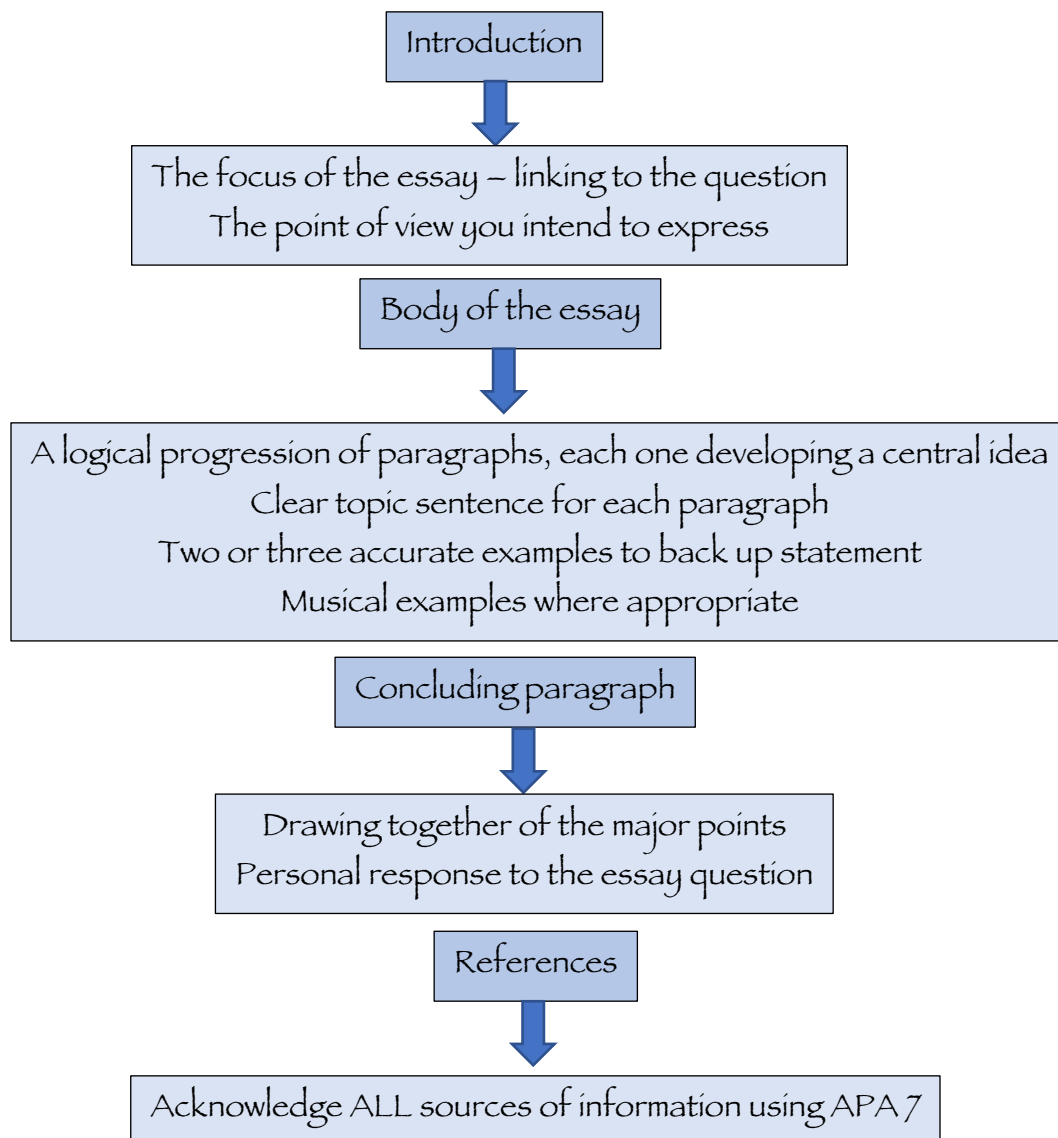 Introduction
The focus of the essay – linking to the question
The point of view you intend to express
Body of the essay
A logical progression of paragraphs, each one developing a central idea
Clear topic sentence for each paragraph
Two or three accurate examples to back up statement
Musical examples where appropriate
Concluding paragraph
Drawing together of the major points
Personal response to the essay question
References
Acknowledge ALL sources of information using APA 7